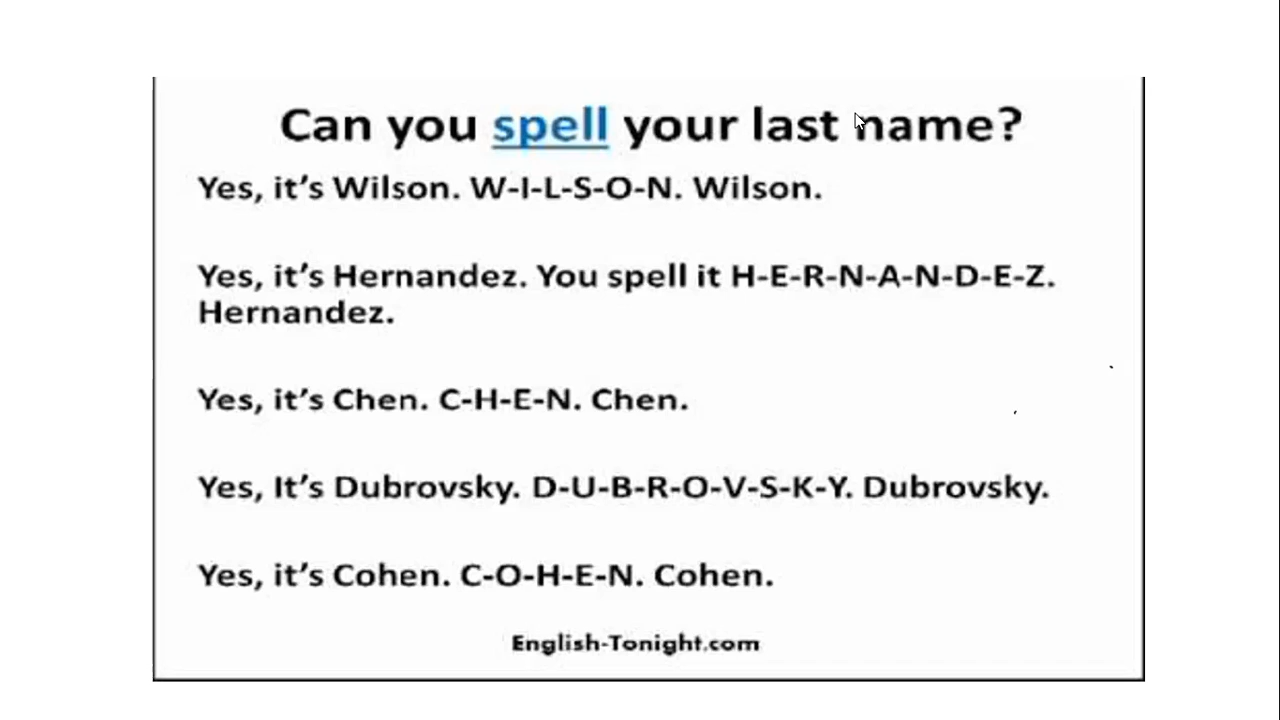 Can you spell your last name?
Yes, it's Wilson. W-I-L-S-O-N. Wilson.
Yes, it's Hernandez. You spell it H-E-R-N-A-N-D-E-Z.
Hernandez.
Yes, it's Chen. C-H-E-N. Chen.
Yes, It's Dubrovsky. D-U-B-R-O-V-S-K-Y. Dubrovsky.
Yes, it's Cohen. C-O-H-E-N. Cohen.
English-Tonight.com